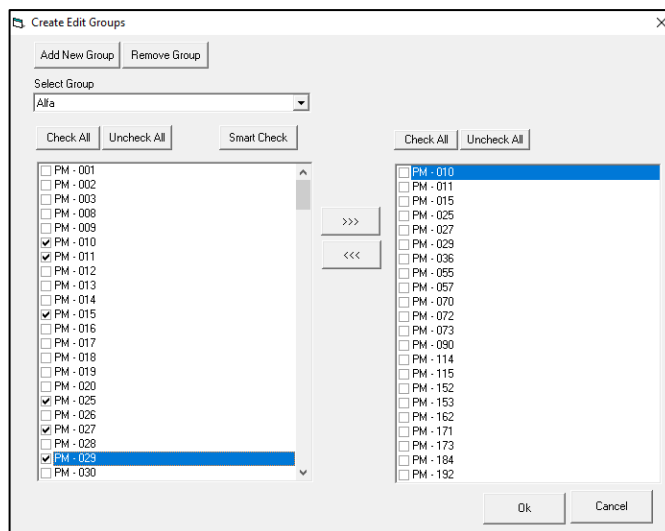 Create Edit Groups
Add New Group
Remove Group
Select Group
Alfa
Check All
Uncheck All
Smart Check
PM - 001
PM - 002
PM - 003
PM - 008
PM - 009
PM - 010
PM - 011
PM - 012
PM - 013
PM - 014
PM - 015
PM - 016
PM - 017
PM - 018
PM - 019
PM - 020
PM - 025
PM - 026
PM - 027
PM - 028
PM - 029
PM - 030
>>>
<<<
Check All
Uncheck All
PM - 010
PM - 011
PM - 015
PM - 025
PM - 027
PM - 029
PM - 036
PM - 055
PM - 057
PM - 070
PM - 072
PM - 073
PM - 090
PM - 114
PM - 115
PM - 152
PM - 153
PM - 162
PM - 171
PM - 173
PM - 184
PM - 192
Ok
Cancel